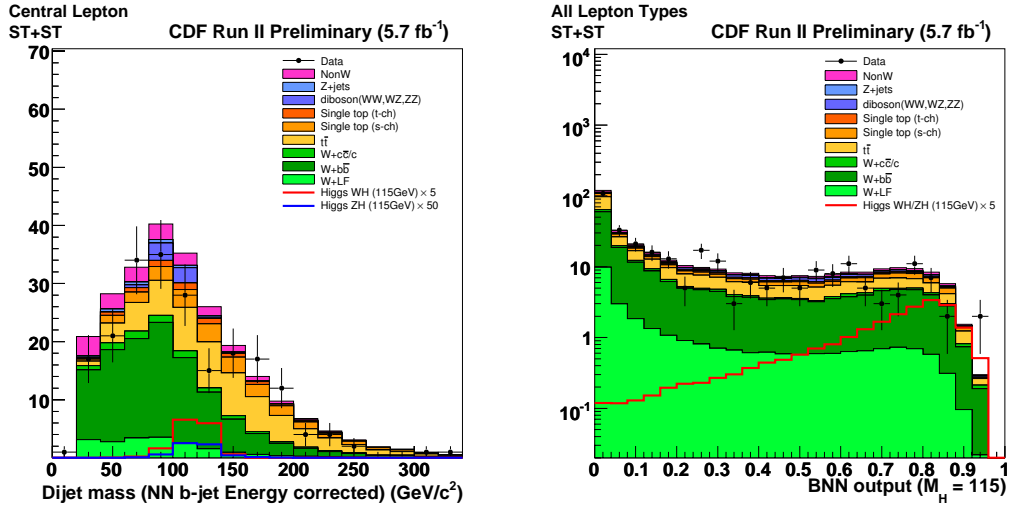 Central Lepton
ST+ST
CDF Run II Preliminary (5.7 fb⁻¹)
70
60
50
40
30
20
10
Data
NonW
Z+jets
diboson(WW,WZ,ZZ)
Single top (t-ch)
Single top (s-ch)
tt̅
W+cc̅/c
W+bb̅
W+LF
Higgs WH (115GeV) × 5
Higgs ZH (115GeV) × 50
0 50 100 150 200 250 300
Dijet mass (NN b-jet Energy corrected) (GeV/c²)
All Lepton Types
ST+ST
CDF Run II Preliminary (5.7 fb⁻¹)
10⁴
10³
10²
10
1
10⁻¹
Data
NonW
Z+jets
diboson(WW,WZ,ZZ)
Single top (t-ch)
Single top (s-ch)
tt̅
W+cc̅/c
W+bb̅
W+LF
Higgs WH/ZH (115GeV) × 5
0 0.1 0.2 0.3 0.4 0.5 0.6 0.7 0.8 0.9 1
BNN output (M_H = 115)